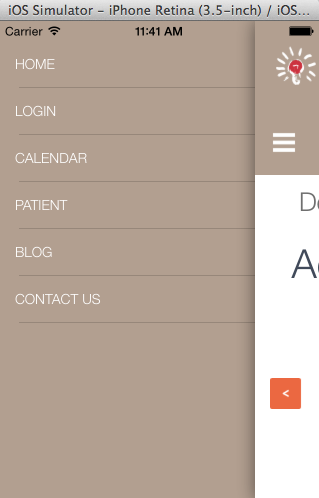 iOS Simulator - iPhone Retina (3.5-inch) / iOS...
Carrier 11:41 AM
HOME
LOGIN
CALENDAR
PATIENT
BLOG
CONTACT US
<